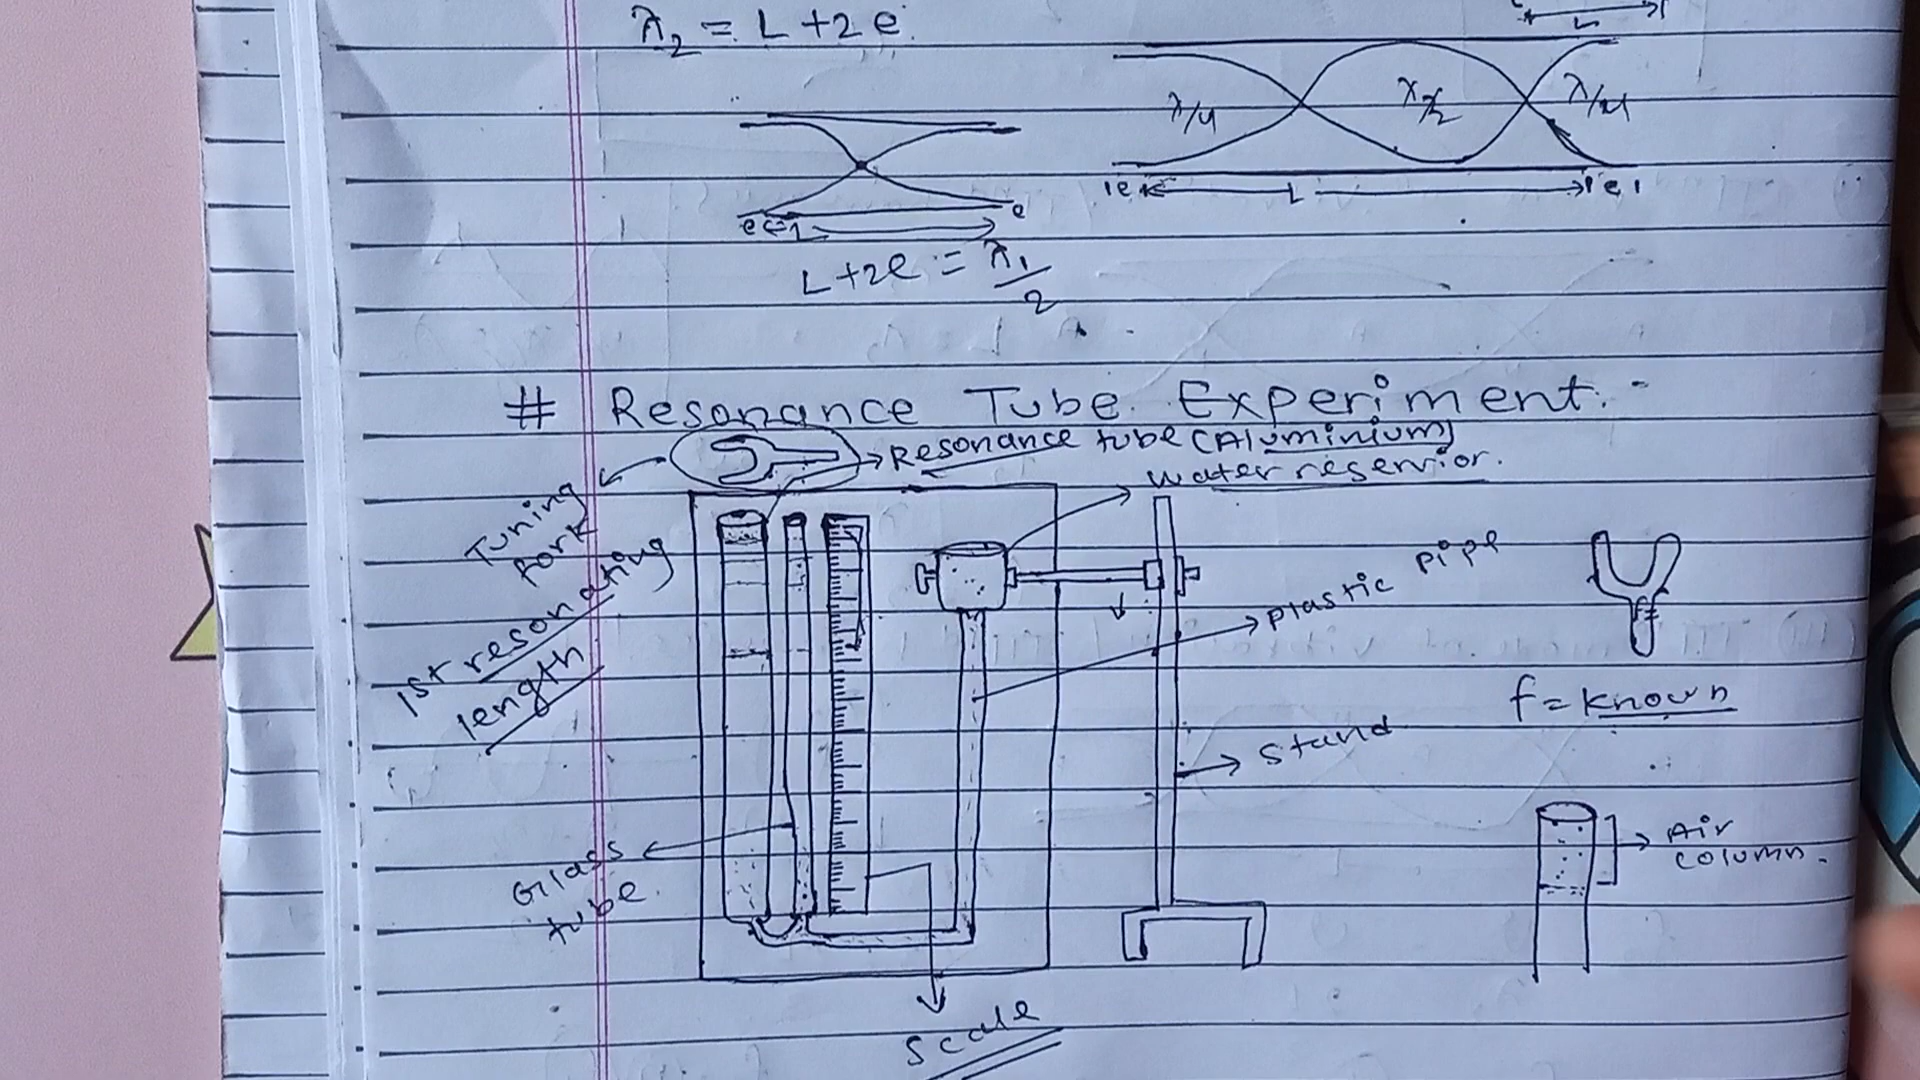 λ₂ = L + 2e
L
λ/4
λ/2
λ/4
e
L
e
e
L
e
L + 2e = λ₁/2
# Resonance Tube Experiment :-
Resonance tube (Aluminium)
water reservior.
Tuning
fork
1st resonating
length
plastic pipe
f = known
stand
Glass
tube
Air
column.
scale